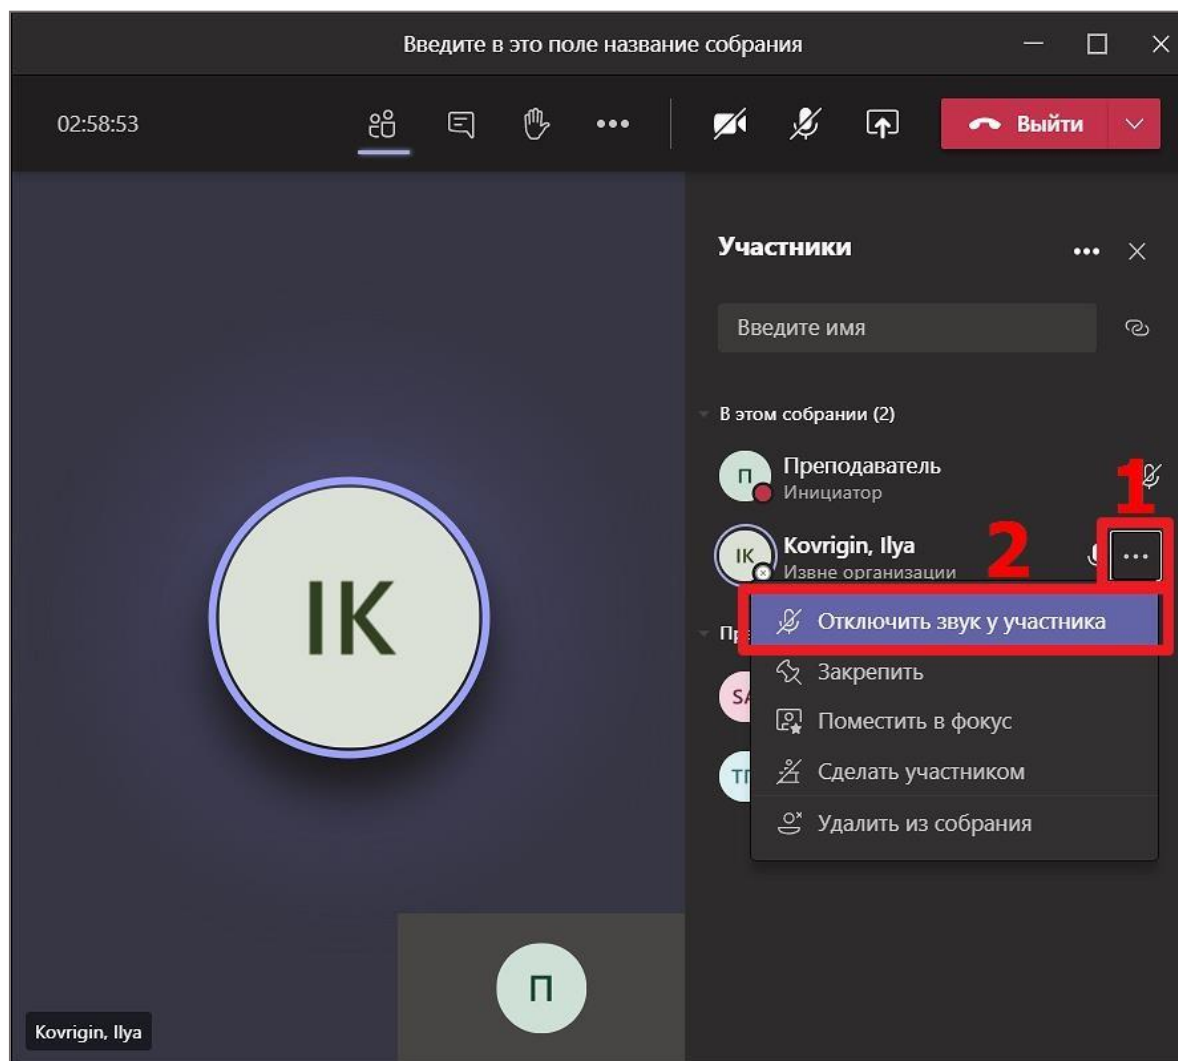 Введите в это поле название собрания
02:58:53
Выйти
Участники
Введите имя
В этом собрании (2)
П
Преподаватель
Инициатор
1
IK
Kovrigin, Ilya
Извне организации
2
Отключить звук у участника
Закрепить
Поместить в фокус
Сделать участником
Удалить из собрания
IK
П
Kovrigin, Ilya